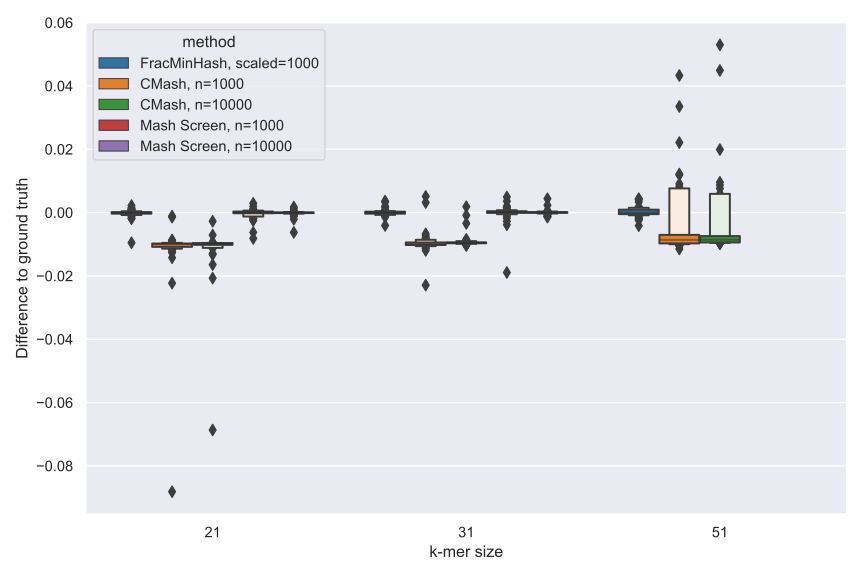 method
FracMinHash, scaled=1000
CMash, n=1000
CMash, n=10000
Mash Screen, n=1000
Mash Screen, n=10000
Difference to ground truth
0.06
0.04
0.02
0.00
−0.02
−0.04
−0.06
−0.08
21
31
51
k-mer size